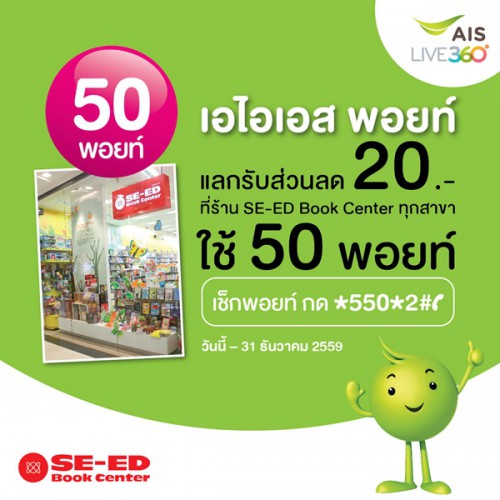 AIS
LIVE360°
50
พอยท์
เอไอเอส พอยท์
แลกรับส่วนลด 20.-
ที่ร้าน SE-ED Book Center ทุกสาขา
ใช้ 50 พอยท์
เช็กพอยท์ กด *550*2#
วันนี้ – 31 ธันวาคม 2559
SE-ED
Book Center
SE-ED
Book Center